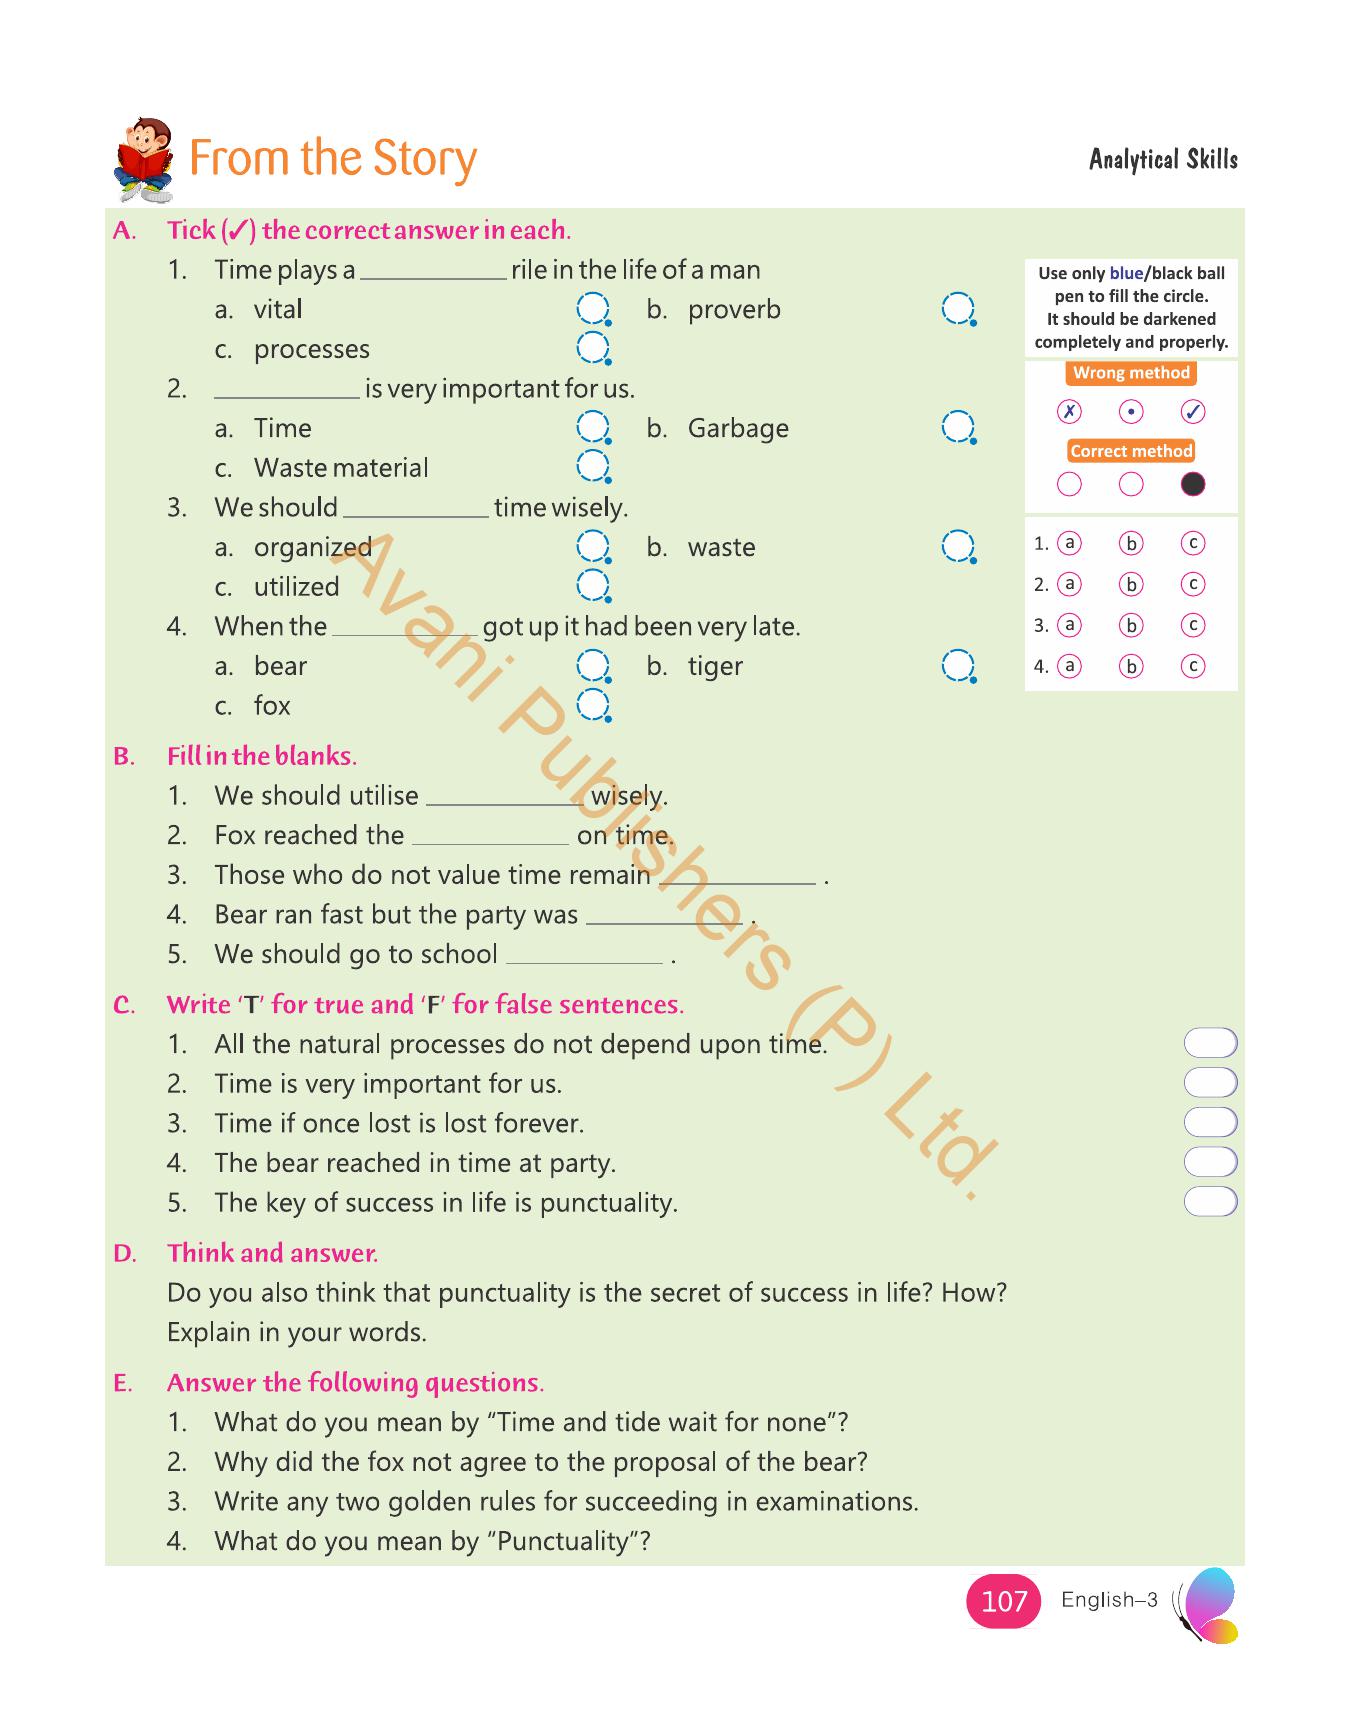 From the Story
Analytical Skills
A. Tick (✓) the correct answer in each.
1. Time plays a __________ rile in the life of a man
a. vital b. proverb
c. processes
2. __________ is very important for us.
a. Time b. Garbage
c. Waste material
3. We should __________ time wisely.
a. organized b. waste
c. utilized
4. When the __________ got up it had been very late.
a. bear b. tiger
c. fox
Use only blue/black ball
pen to fill the circle.
It should be darkened
completely and properly.
Wrong method
✗ • ✓
Correct method
1. a b c
2. a b c
3. a b c
4. a b c
B. Fill in the blanks.
1. We should utilise __________ wisely.
2. Fox reached the __________ on time.
3. Those who do not value time remain __________ .
4. Bear ran fast but the party was __________ .
5. We should go to school __________ .
C. Write ‘T’ for true and ‘F’ for false sentences.
1. All the natural processes do not depend upon time.
2. Time is very important for us.
3. Time if once lost is lost forever.
4. The bear reached in time at party.
5. The key of success in life is punctuality.
D. Think and answer.
Do you also think that punctuality is the secret of success in life? How?
Explain in your words.
E. Answer the following questions.
1. What do you mean by “Time and tide wait for none”?
2. Why did the fox not agree to the proposal of the bear?
3. Write any two golden rules for succeeding in examinations.
4. What do you mean by “Punctuality”?
Avani Publishers (P) Ltd.
107 English–3